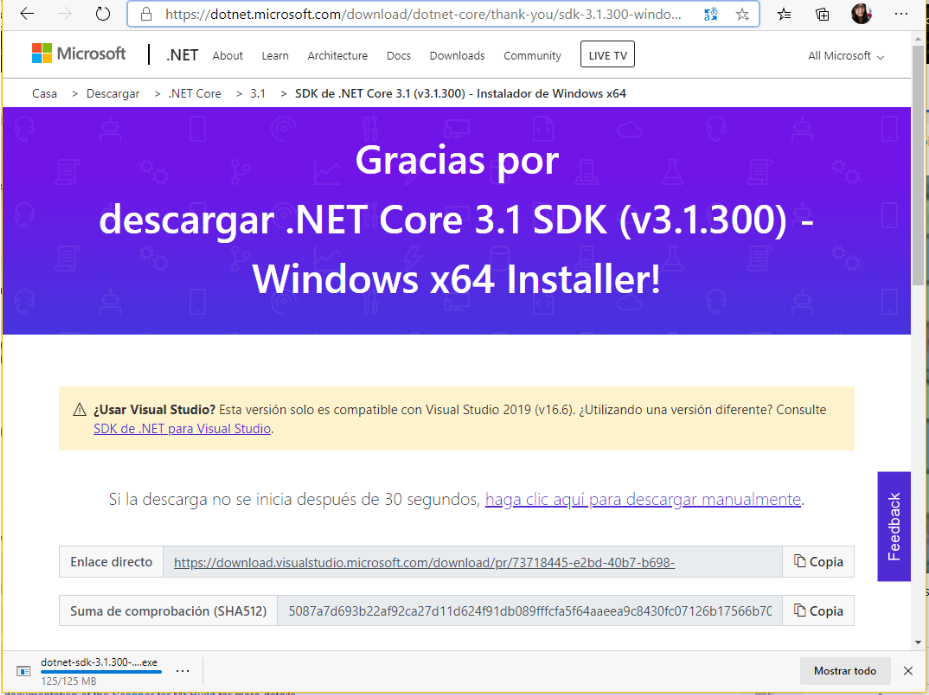 https://dotnet.microsoft.com/download/dotnet-core/thank-you/sdk-3.1.300-windo...
Microsoft
.NET
About
Learn
Architecture
Docs
Downloads
Community
LIVE TV
All Microsoft
Casa > Descargar > .NET Core > 3.1 > SDK de .NET Core 3.1 (v3.1.300) - Instalador de Windows x64
Gracias por
descargar .NET Core 3.1 SDK (v3.1.300) -
Windows x64 Installer!
¿Usar Visual Studio? Esta versión solo es compatible con Visual Studio 2019 (v16.6). ¿Utilizando una versión diferente? Consulte
SDK de .NET para Visual Studio.
Si la descarga no se inicia después de 30 segundos, haga clic aquí para descargar manualmente.
Feedback
Enlace directo
https://download.visualstudio.microsoft.com/download/pr/73718445-e2bd-40b7-b698-
Copia
Suma de comprobación (SHA512)
5087a7d693b22af92ca27d11d624f91db089fffcfa5f64aaeea9c8430fc07126b17566b70
Copia
dotnet-sdk-3.1.300-....exe
125/125 MB
Mostrar todo